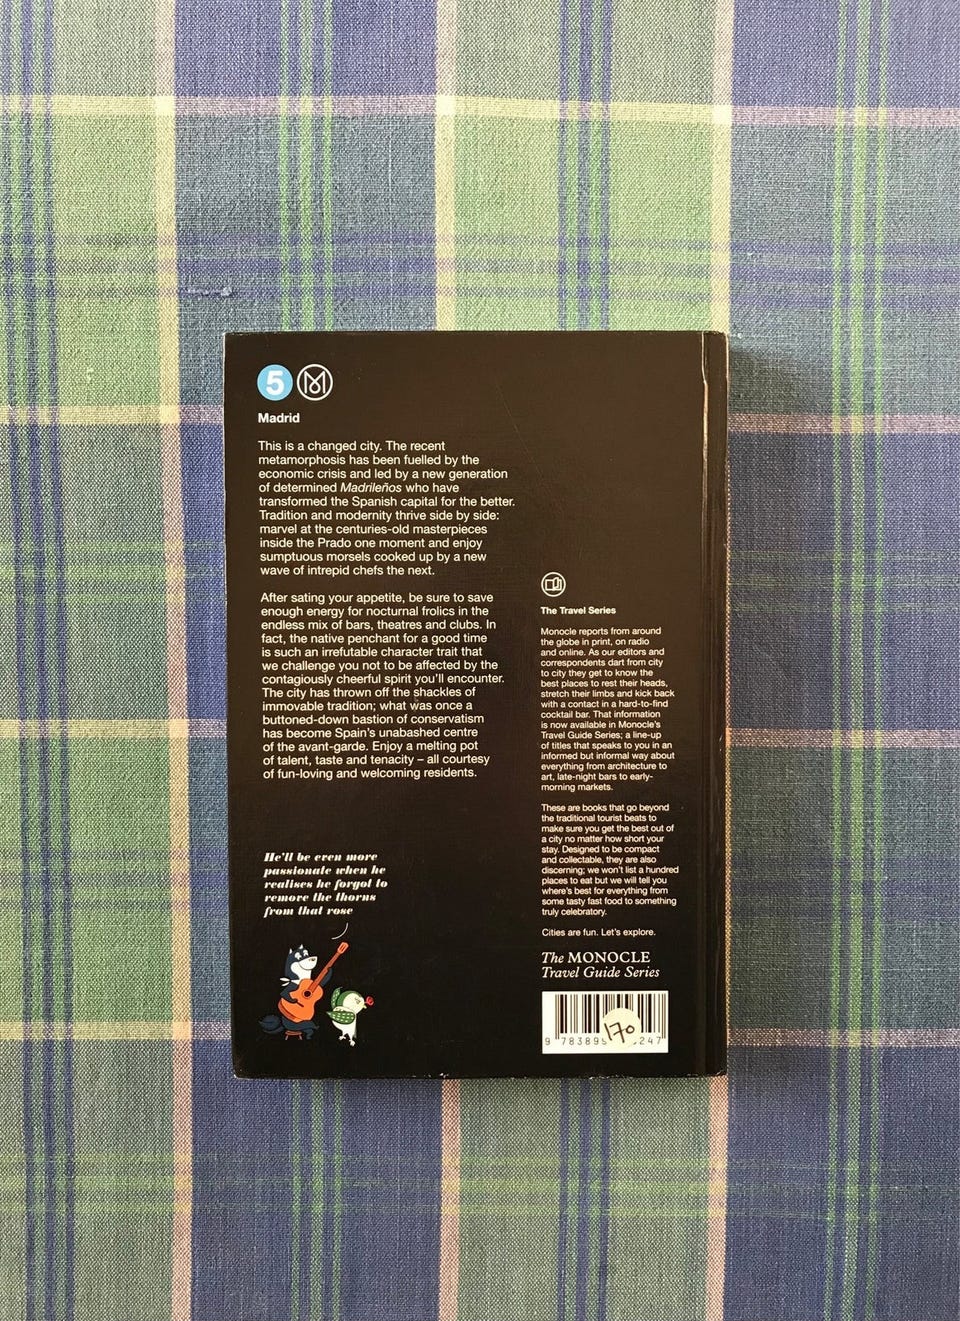 5
Madrid
This is a changed city. The recent
metamorphosis has been fuelled by the
economic crisis and led by a new generation
of determined Madrileños who have
transformed the Spanish capital for the better.
Tradition and modernity thrive side by side:
marvel at the centuries-old masterpieces
inside the Prado one moment and enjoy
sumptuous morsels cooked up by a new
wave of intrepid chefs the next.
After sating your appetite, be sure to save
enough energy for nocturnal frolics in the
endless mix of bars, theatres and clubs. In
fact, the native penchant for a good time
is such an irrefutable character trait that
we challenge you not to be affected by the
contagiously cheerful spirit you'll encounter.
The city has thrown off the shackles of
immovable tradition; what was once a
buttoned-down bastion of conservatism
has become Spain's unabashed centre
of the avant-garde. Enjoy a melting pot
of talent, taste and tenacity – all courtesy
of fun-loving and welcoming residents.
He'll be even more
passionate when he
realises he forgot to
remove the thorns
from that rose
The Travel Series
Monocle reports from around
the globe in print, on radio
and online. As our editors and
correspondents dart from city
to city they get to know the
best places to rest their heads,
stretch their limbs and kick back
with a contact in a hard-to-find
cocktail bar. That information
is now available in Monocle's
Travel Guide Series; a line-up
of titles that speaks to you in an
informed but informal way about
everything from architecture to
art, late-night bars to early-
morning markets.
These are books that go beyond
the traditional tourist beats to
make sure you get the best out of
a city no matter how short your
stay. Designed to be compact
and collectable, they are also
discerning; we won't list a hundred
places to eat but we will tell you
where's best for everything from
some tasty fast food to something
truly celebratory.
Cities are fun. Let's explore.
The MONOCLE
Travel Guide Series
170
9 78389 247